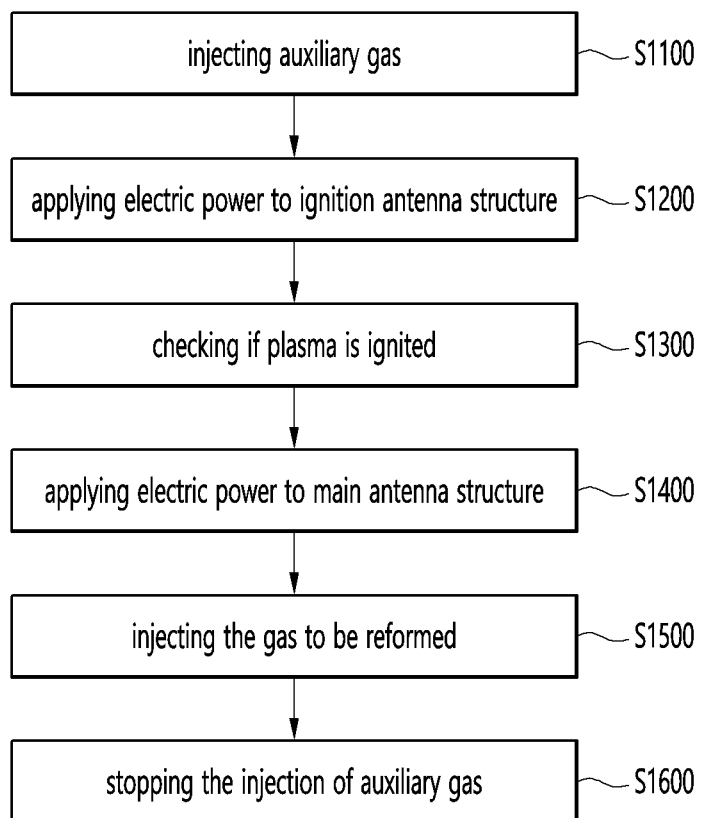 injecting auxiliary gas S1100
applying electric power to ignition antenna structure S1200
checking if plasma is ignited S1300
applying electric power to main antenna structure S1400
injecting the gas to be reformed S1500
stopping the injection of auxiliary gas S1600